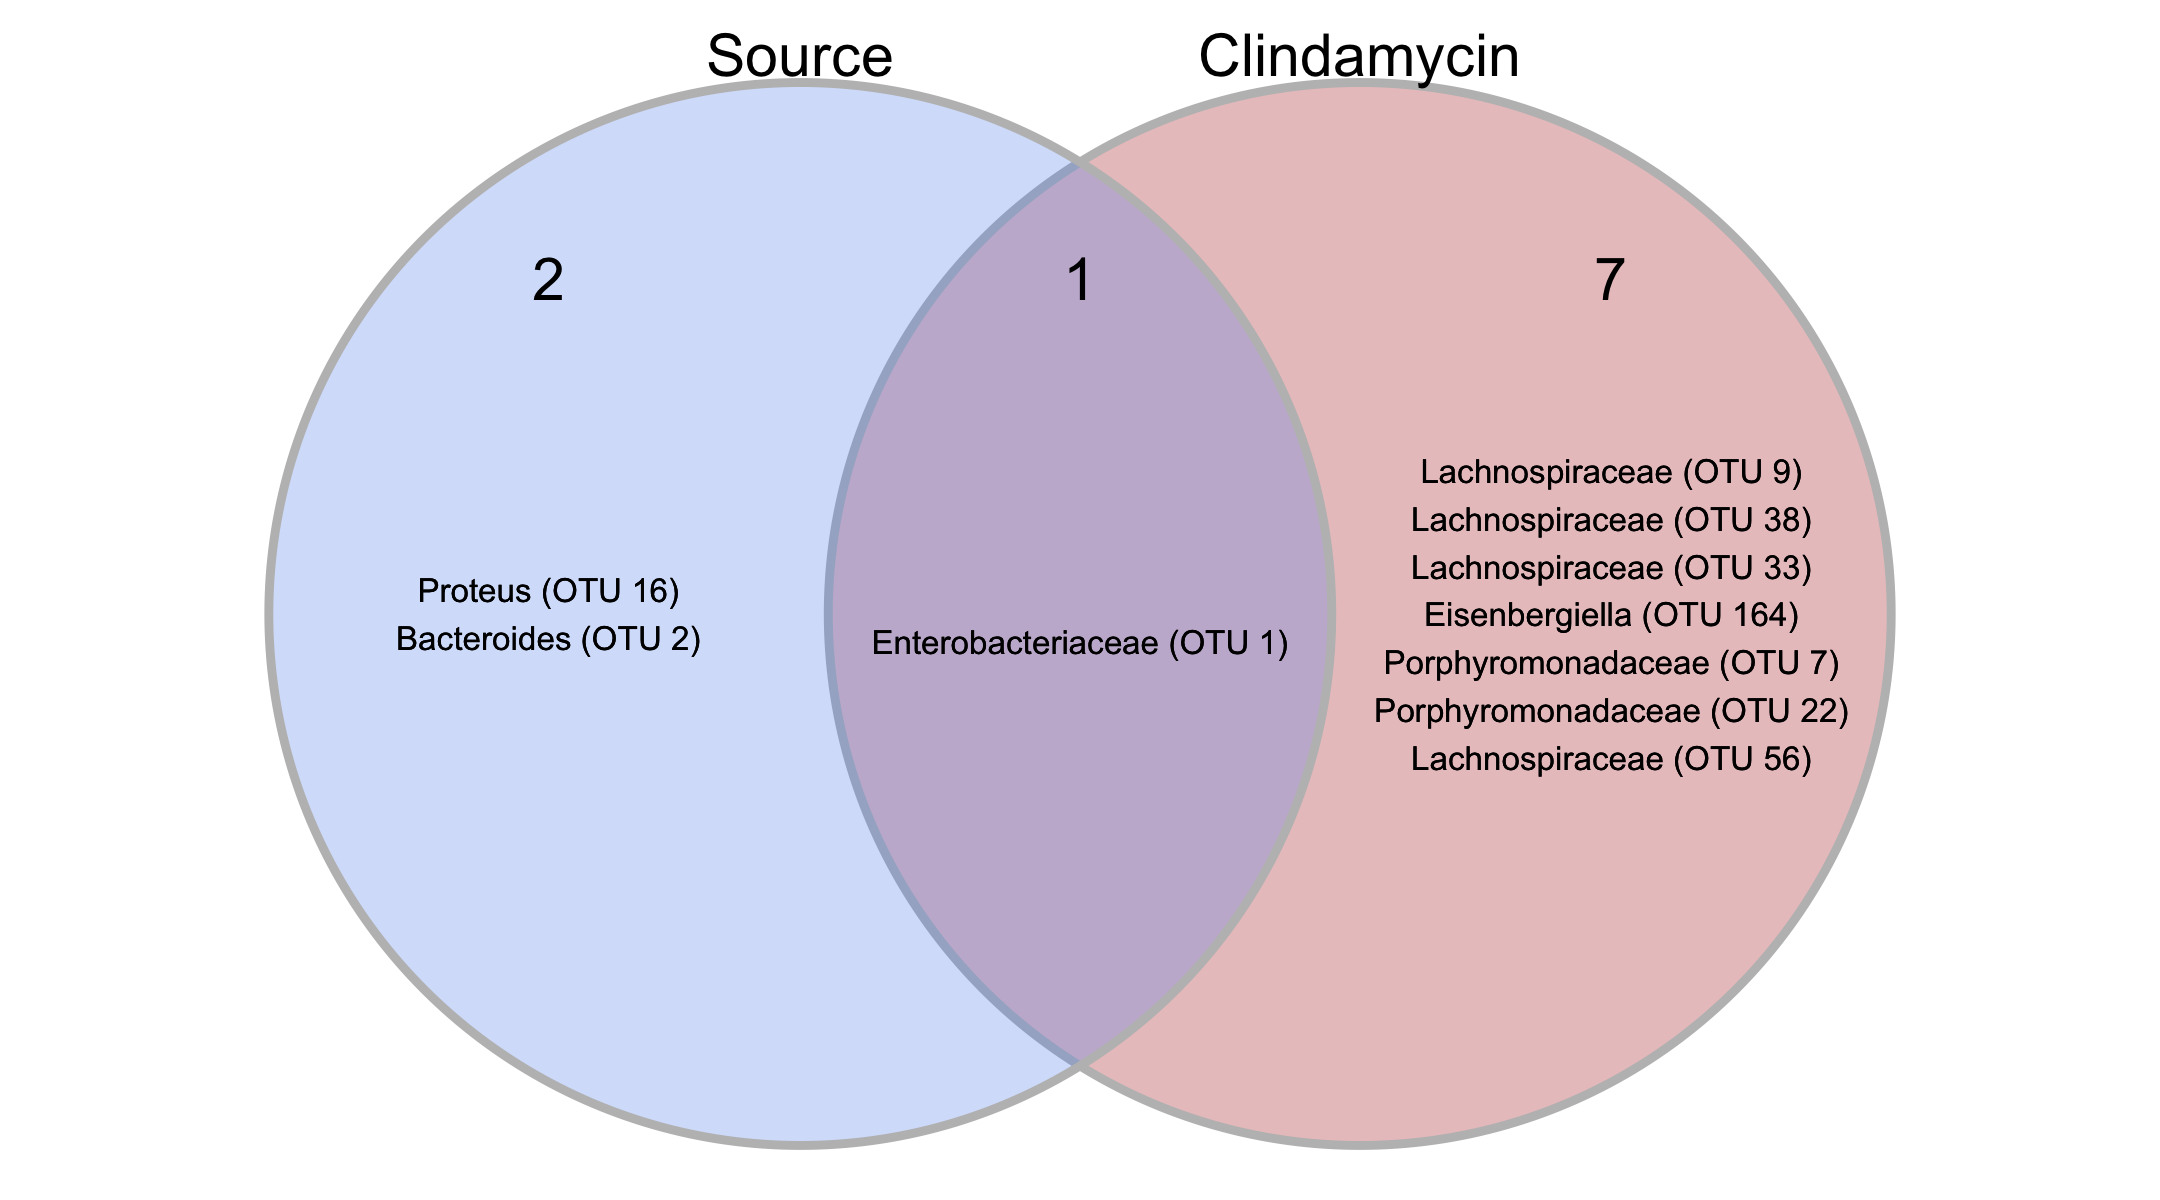 Source
Clindamycin
2
1
7
Proteus (OTU 16)
Bacteroides (OTU 2)
Enterobacteriaceae (OTU 1)
Lachnospiraceae (OTU 9)
Lachnospiraceae (OTU 38)
Lachnospiraceae (OTU 33)
Eisenbergiella (OTU 164)
Porphyromonadaceae (OTU 7)
Porphyromonadaceae (OTU 22)
Lachnospiraceae (OTU 56)